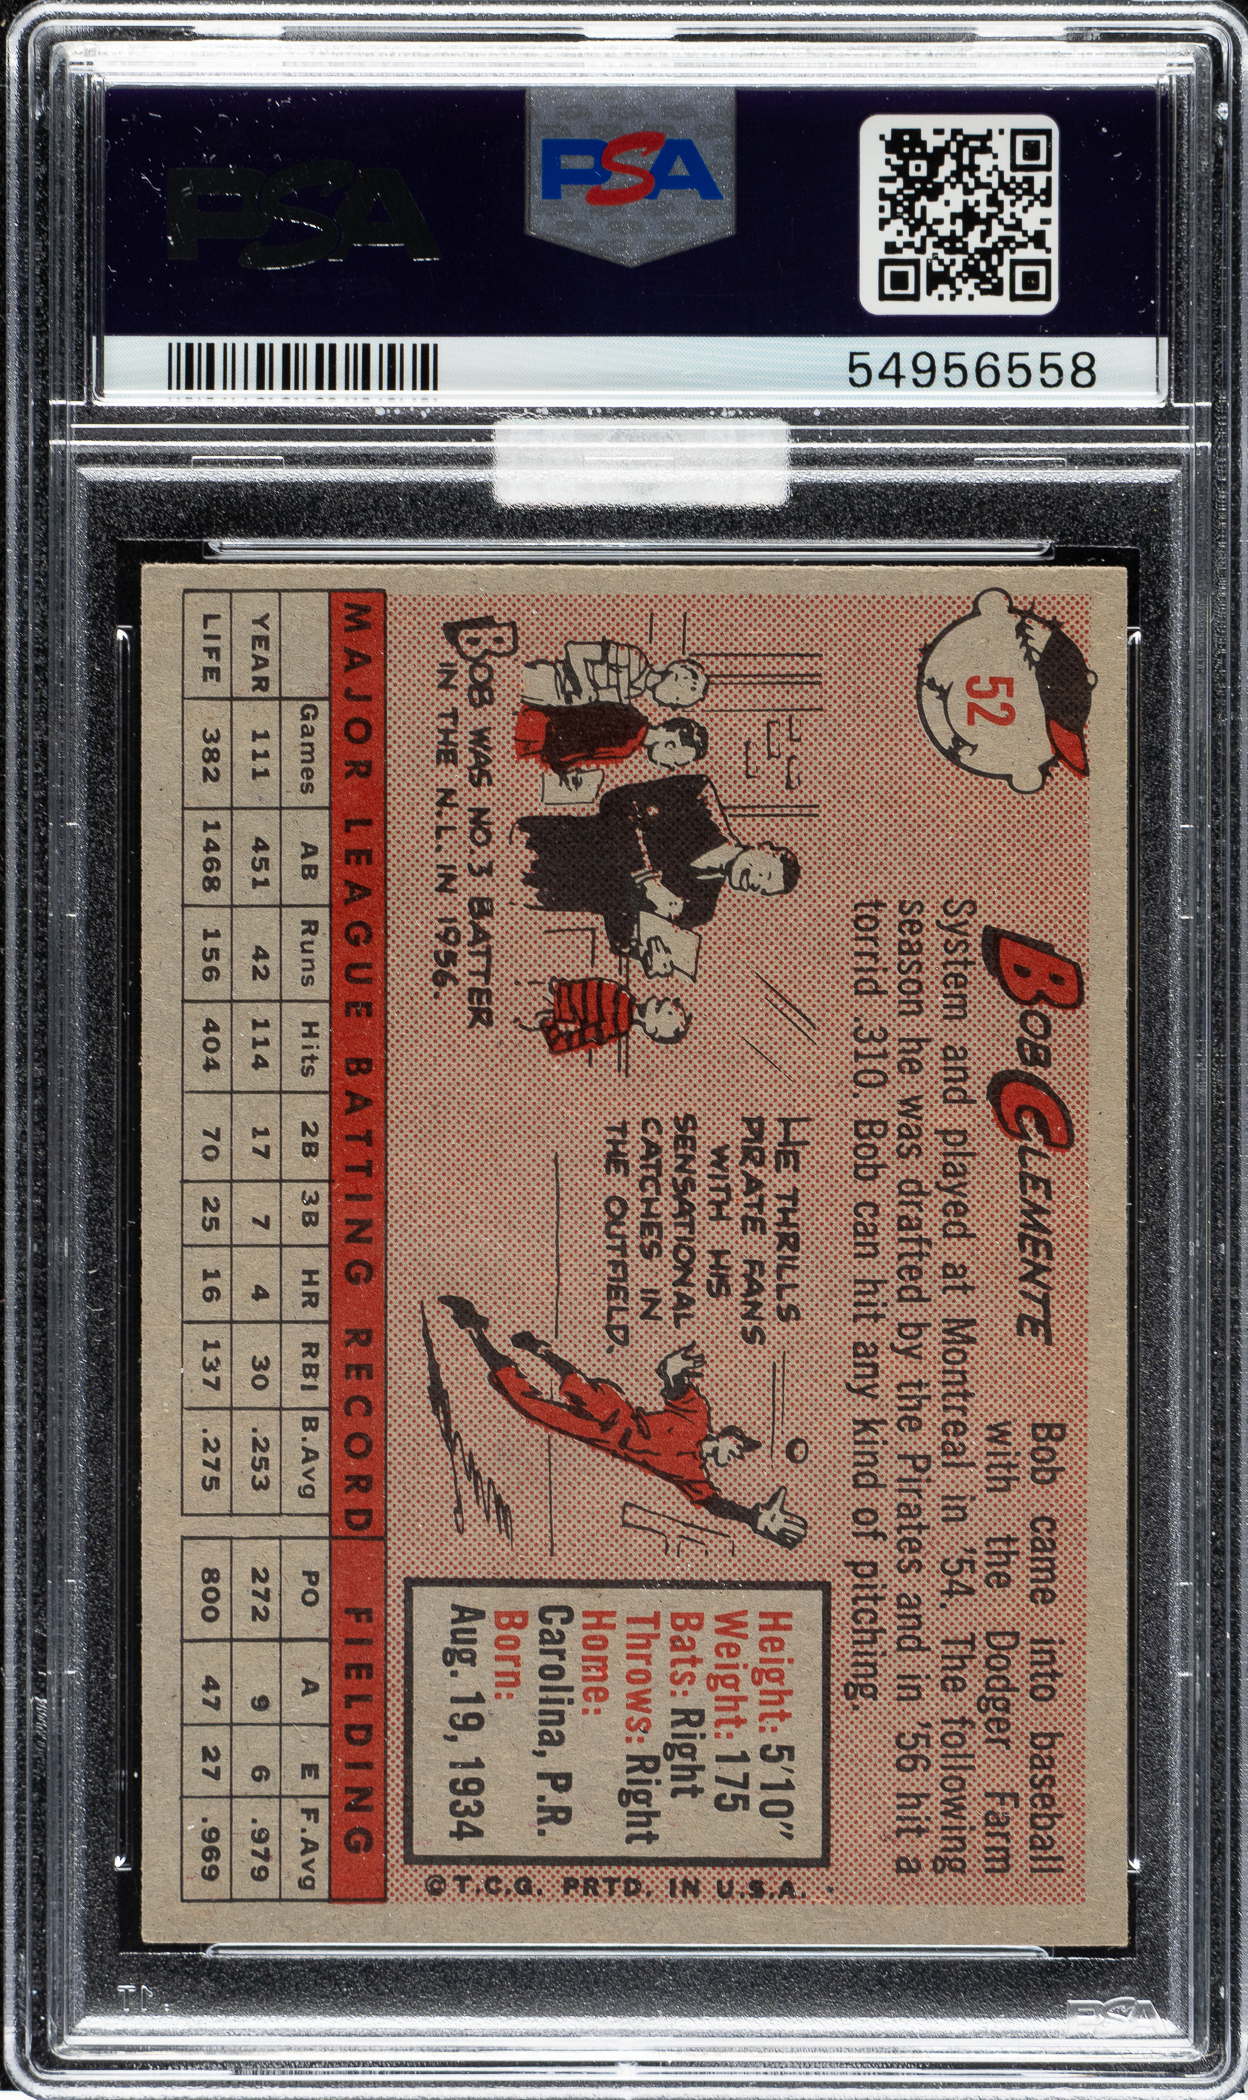 PSA
PSA
54956558
52
BOB CLEMENTE
Bob came into baseball
with the Dodger Farm
System and played at Montreal in '54. The following
season he was drafted by the Pirates and in '56 hit a
torrid .310. Bob can hit any kind of pitching.
BOB WAS NO. 3 BATTER
IN THE N.L. IN 1956.
HE THRILLS
PIRATE FANS
WITH HIS
SENSATIONAL
CATCHES IN
THE OUTFIELD.
Height: 5'10"
Weight: 175
Bats: Right
Throws: Right
Home:
Carolina, P.R.
Born:
Aug. 19, 1934
© T.C.G. PRTD. IN U.S.A.
MAJOR LEAGUE BATTING RECORD FIELDING
Games AB Runs Hits 2B 3B HR RBI B.Avg PO A E F.Avg
YEAR 111 451 42 114 17 7 4 30 .253 272 9 6 .979
LIFE 382 1468 156 404 70 25 16 137 .275 800 47 27 .969
PSA